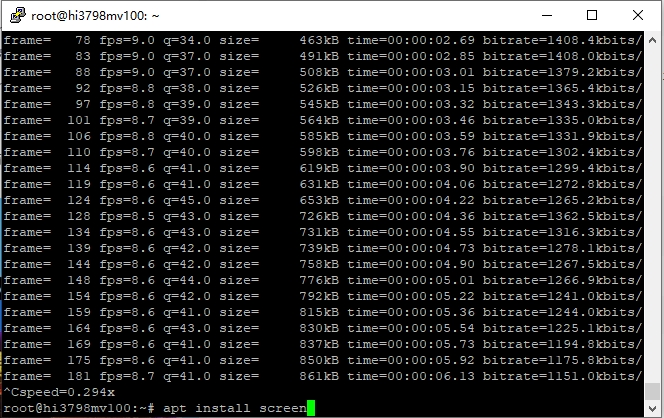 root@hi3798mv100: ~
frame=   78 fps=9.0 q=34.0 size=     463kB time=00:00:02.69 bitrate=1408.4kbits/
frame=   83 fps=9.0 q=37.0 size=     491kB time=00:00:02.85 bitrate=1408.0kbits/
frame=   88 fps=9.0 q=37.0 size=     508kB time=00:00:03.01 bitrate=1379.2kbits/
frame=   92 fps=8.8 q=38.0 size=     526kB time=00:00:03.15 bitrate=1365.4kbits/
frame=   97 fps=8.8 q=39.0 size=     545kB time=00:00:03.32 bitrate=1343.3kbits/
frame=  101 fps=8.7 q=39.0 size=     564kB time=00:00:03.46 bitrate=1335.0kbits/
frame=  106 fps=8.8 q=40.0 size=     585kB time=00:00:03.59 bitrate=1331.9kbits/
frame=  110 fps=8.7 q=40.0 size=     598kB time=00:00:03.76 bitrate=1302.4kbits/
frame=  114 fps=8.6 q=41.0 size=     619kB time=00:00:03.90 bitrate=1299.4kbits/
frame=  119 fps=8.6 q=41.0 size=     631kB time=00:00:04.06 bitrate=1272.8kbits/
frame=  124 fps=8.6 q=45.0 size=     653kB time=00:00:04.22 bitrate=1265.2kbits/
frame=  128 fps=8.5 q=43.0 size=     726kB time=00:00:04.36 bitrate=1362.5kbits/
frame=  134 fps=8.6 q=43.0 size=     731kB time=00:00:04.55 bitrate=1316.3kbits/
frame=  139 fps=8.6 q=42.0 size=     739kB time=00:00:04.73 bitrate=1278.1kbits/
frame=  144 fps=8.6 q=42.0 size=     758kB time=00:00:04.90 bitrate=1267.5kbits/
frame=  148 fps=8.6 q=44.0 size=     776kB time=00:00:05.01 bitrate=1266.9kbits/
frame=  154 fps=8.6 q=42.0 size=     792kB time=00:00:05.22 bitrate=1241.0kbits/
frame=  159 fps=8.6 q=41.0 size=     815kB time=00:00:05.36 bitrate=1244.0kbits/
frame=  164 fps=8.6 q=43.0 size=     830kB time=00:00:05.54 bitrate=1225.1kbits/
frame=  169 fps=8.6 q=41.0 size=     837kB time=00:00:05.73 bitrate=1194.8kbits/
frame=  175 fps=8.6 q=41.0 size=     850kB time=00:00:05.92 bitrate=1175.8kbits/
frame=  181 fps=8.7 q=41.0 size=     861kB time=00:00:06.13 bitrate=1151.0kbits/
^Cspeed=0.294x
root@hi3798mv100:~# apt install screen